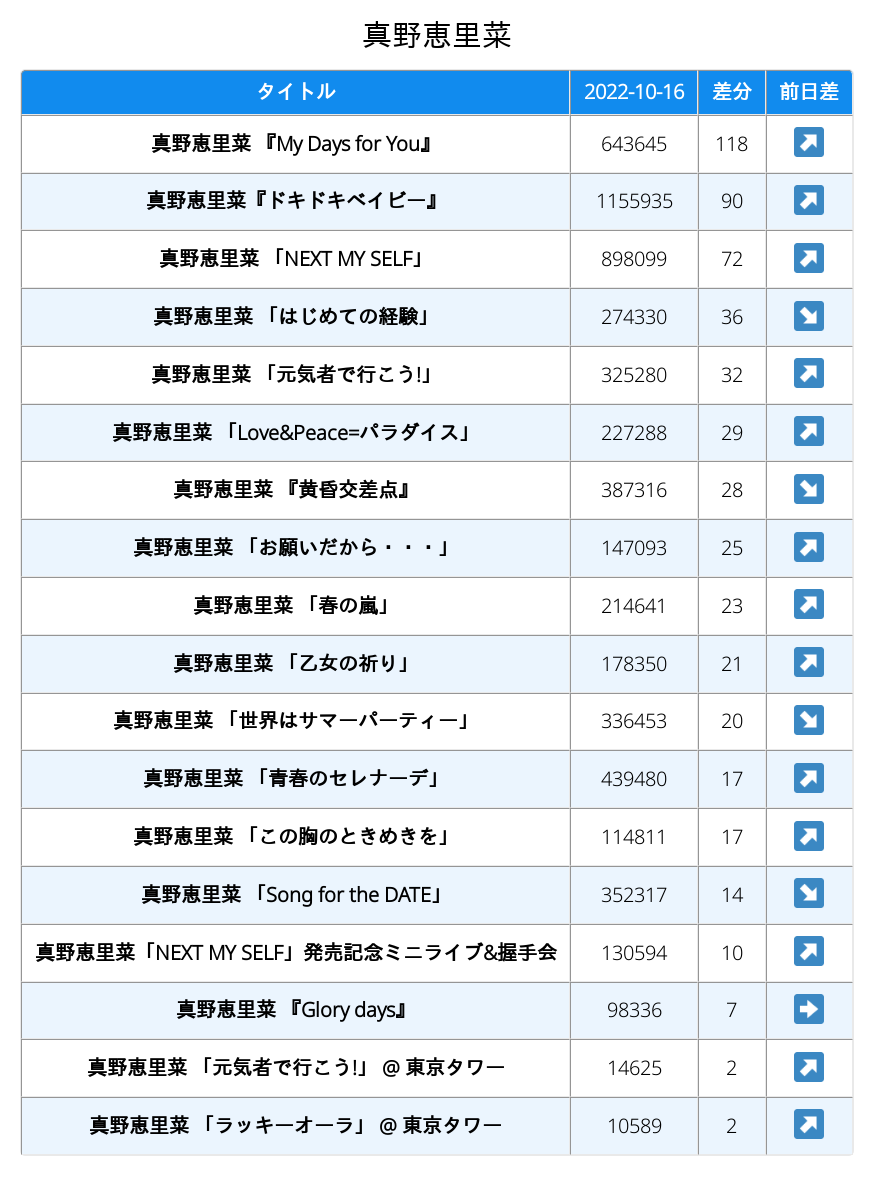 真野恵里菜
タイトル 2022-10-16 差分 前日差
真野恵里菜 『My Days for You』 643645 118 ↗
真野恵里菜『ドキドキベイビー』 1155935 90 ↗
真野恵里菜 「NEXT MY SELF」 898099 72 ↗
真野恵里菜 「はじめての経験」 274330 36 ↘
真野恵里菜 「元気者で行こう!」 325280 32 ↗
真野恵里菜 「Love&Peace=パラダイス」 227288 29 ↗
真野恵里菜 『黄昏交差点』 387316 28 ↘
真野恵里菜 「お願いだから・・・」 147093 25 ↗
真野恵里菜 「春の嵐」 214641 23 ↗
真野恵里菜 「乙女の祈り」 178350 21 ↗
真野恵里菜 「世界はサマーパーティー」 336453 20 ↘
真野恵里菜 「青春のセレナーデ」 439480 17 ↗
真野恵里菜 「この胸のときめきを」 114811 17 ↗
真野恵里菜 「Song for the DATE」 352317 14 ↘
真野恵里菜「NEXT MY SELF」発売記念ミニライブ&握手会 130594 10 ↗
真野恵里菜 『Glory days』 98336 7 ➡
真野恵里菜 「元気者で行こう!」 @ 東京タワー 14625 2 ↗
真野恵里菜 「ラッキーオーラ」 @ 東京タワー 10589 2 ↗